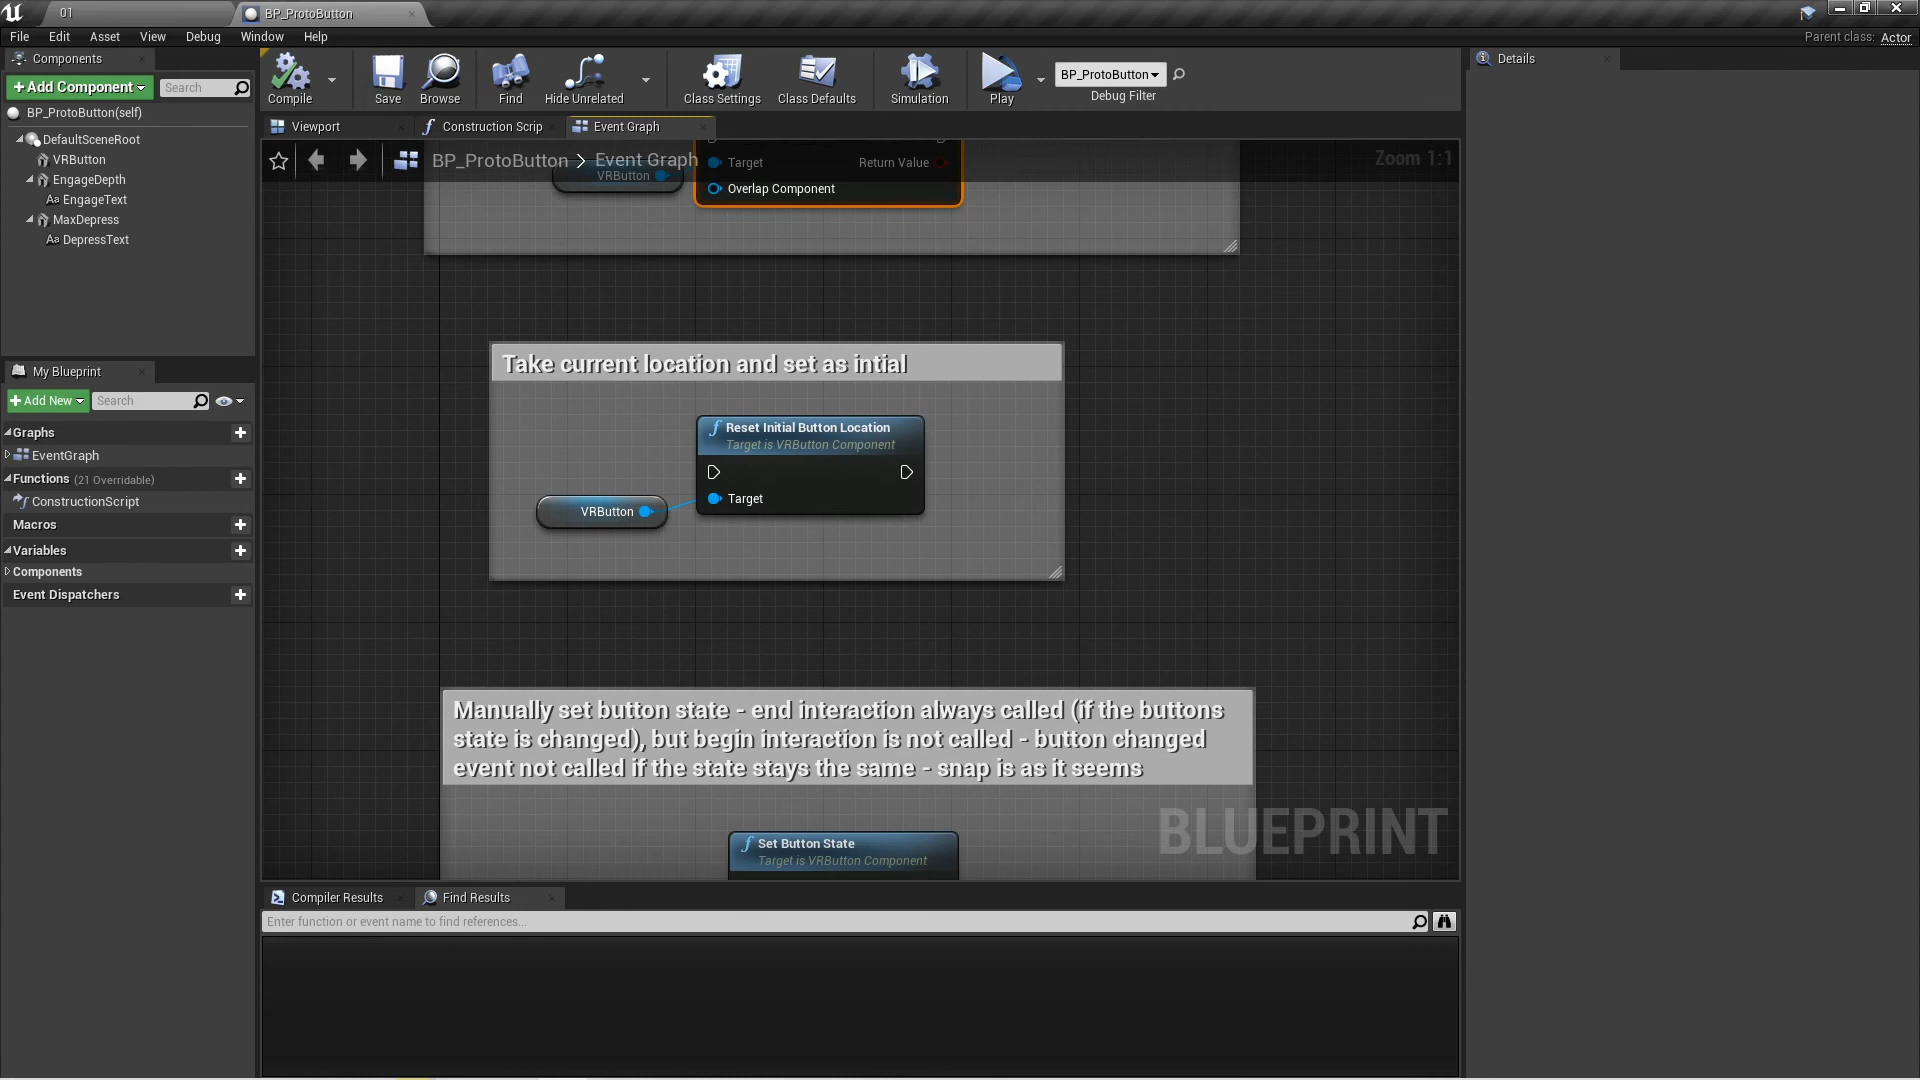 01
BP_ProtoButton
File Edit Asset View Debug Window Help
Parent class: Actor
Components
Details
+Add Component
Search
Compile
Save
Browse
Find
Hide Unrelated
Class Settings
Class Defaults
Simulation
Play
BP_ProtoButton
Debug Filter
BP_ProtoButton(self)
DefaultSceneRoot
VRButton
EngageDepth
Aa EngageText
MaxDepress
Aa DepressText
Viewport
Construction Scrip
Event Graph
BP_ProtoButton > Event Graph
Zoom 1:1
Target
Return Value
VRButton
Overlap Component
Take current location and set as intial
f Reset Initial Button Location
Target is VRButton Component
Target
VRButton
Manually set button state - end interaction always called (if the buttons
state is changed), but begin interaction is not called - button changed
event not called if the state stays the same - snap is as it seems
f Set Button State
Target is VRButton Component
BLUEPRINT
My Blueprint
+Add New
Search
Graphs
EventGraph
Functions (21 Overridable)
ConstructionScript
Macros
Variables
Components
Event Dispatchers
Compiler Results
Find Results
Enter function or event name to find references...